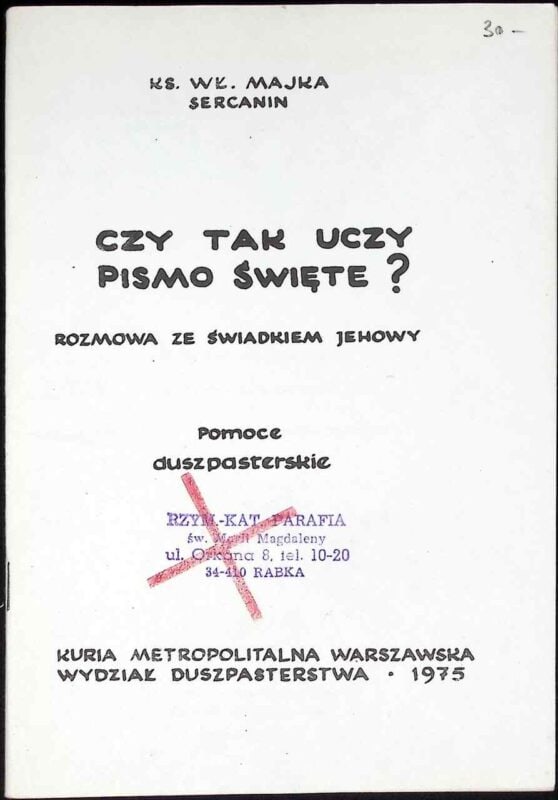 30 -
KS. WŁ. MAJKA
SERCANIN
CZY TAK UCZY
PISMO ŚWIĘTE?
ROZMOWA ZE ŚWIADKIEM JEHOWY
Pomoce
duszpasterskie
RZYM.-KAT. PARAFIA
św. Marii Magdaleny
ul. Orkana 8, tel. 10-20
34-410 RABKA
KURIA METROPOLITALNA WARSZAWSKA
WYDZIAŁ DUSZPASTERSTWA · 1975